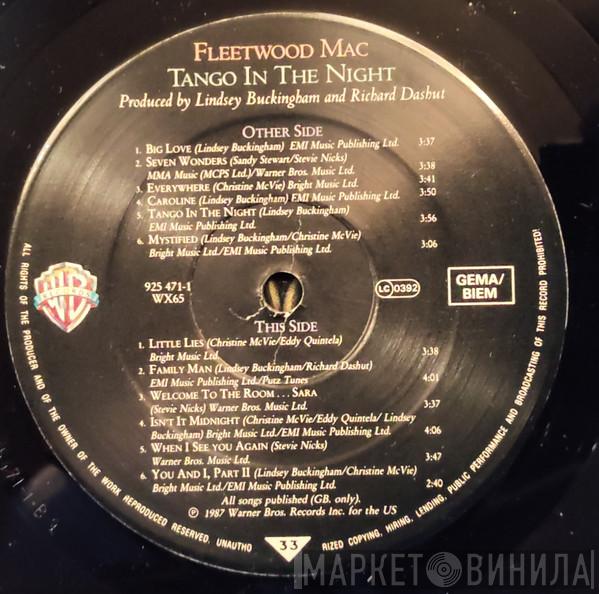 FLEETWOOD MAC
TANGO IN THE NIGHT
Produced by Lindsey Buckingham and Richard Dashut
OTHER SIDE
1. BIG LOVE (Lindsey Buckingham) EMI Music Publishing Ltd. 3:37
2. SEVEN WONDERS (Sandy Stewart/Stevie Nicks)
MMA Music (MCPS Ltd.)/Warner Bros. Music Ltd. 3:38
3. EVERYWHERE (Christine McVie) Bright Music Ltd. 3:41
4. CAROLINE (Lindsey Buckingham) EMI Music Publishing Ltd. 3:50
5. TANGO IN THE NIGHT (Lindsey Buckingham)
EMI Music Publishing Ltd. 3:56
6. MYSTIFIED (Lindsey Buckingham/Christine McVie)
Bright Music Ltd./EMI Music Publishing Ltd. 3:06
925 471-1
WX65
LC 0392
GEMA/
BIEM
WB
RECORDS
THIS SIDE
1. LITTLE LIES (Christine McVie/Eddy Quintela)
Bright Music Ltd. 3:38
2. FAMILY MAN (Lindsey Buckingham/Richard Dashut)
EMI Music Publishing Ltd./Putz Tunes 4:01
3. WELCOME TO THE ROOM...SARA
(Stevie Nicks) Warner Bros. Music Ltd. 3:37
4. ISN'T IT MIDNIGHT (Christine McVie/Eddy Quintela/ Lindsey
Buckingham) Bright Music Ltd./EMI Music Publishing Ltd. 4:06
5. WHEN I SEE YOU AGAIN (Stevie Nicks)
Warner Bros. Music Ltd. 3:47
6. YOU AND I, PART II (Lindsey Buckingham/Christine McVie)
Bright Music Ltd./EMI Music Publishing Ltd. 2:40
All songs published (GB. only).
℗ 1987 Warner Bros. Records Inc. for the US
33
ALL RIGHTS OF THE PRODUCER AND OF THE OWNER OF THE WORK REPRODUCED RESERVED. UNAUTHORIZED COPYING, HIRING, LENDING, PUBLIC PERFORMANCE AND BROADCASTING OF THIS RECORD PROHIBITED!
МАРКЕТ ВИНИЛА